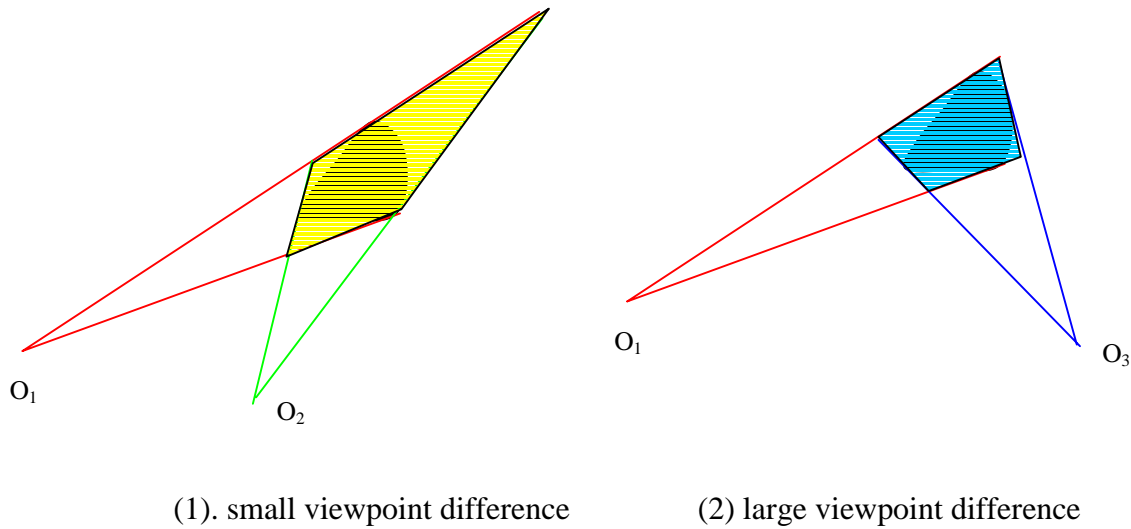 O₁
O₂
O₁
O₃
(1). small viewpoint difference
(2) large viewpoint difference